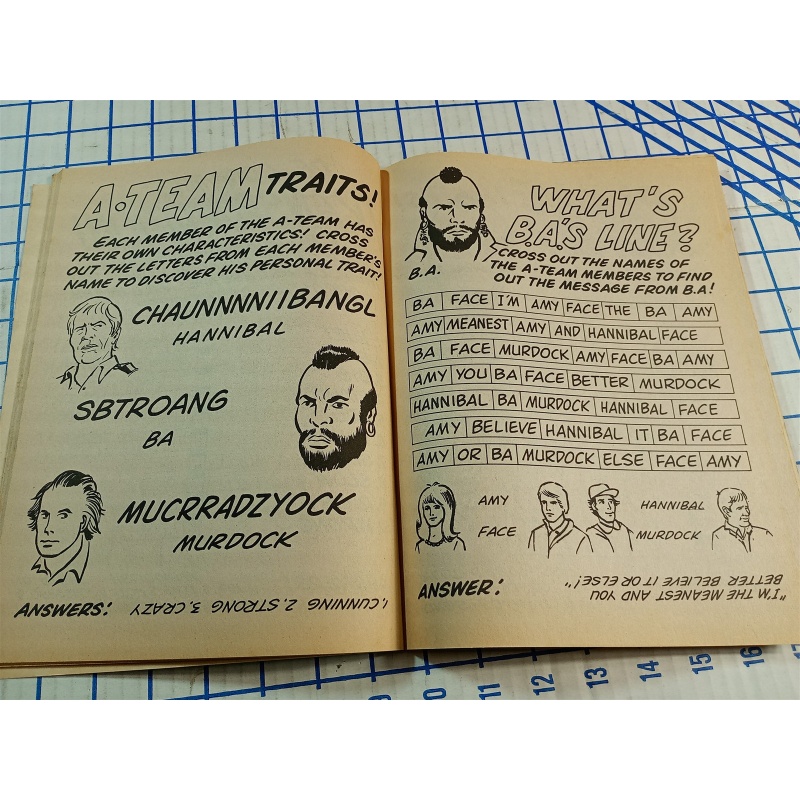 A·TEAM TRAITS!
EACH MEMBER OF THE A-TEAM HAS
THEIR OWN CHARACTERISTICS! CROSS
OUT THE LETTERS FROM EACH MEMBER'S
NAME TO DISCOVER HIS PERSONAL TRAIT!
CHAUNNNNIIBANGL
HANNIBAL
SBTROANG
BA
MUCRRADZYOCK
MURDOCK
ANSWERS: 1. CUNNING 2. STRONG 3. CRAZY
B.A.
WHAT'S
B.A.'S LINE?
CROSS OUT THE NAMES OF
THE A-TEAM MEMBERS TO FIND
OUT THE MESSAGE FROM B.A!
BA FACE I'M AMY FACE THE BA AMY
AMY MEANEST AMY AND HANNIBAL FACE
BA FACE MURDOCK AMY FACE BA AMY
AMY YOU BA FACE BETTER MURDOCK
HANNIBAL BA MURDOCK HANNIBAL FACE
AMY BELIEVE HANNIBAL IT BA FACE
AMY OR BA MURDOCK ELSE FACE AMY
AMY HANNIBAL
FACE MURDOCK
ANSWER:
"I'M THE MEANEST AND YOU
BETTER BELIEVE IT OR ELSE!"
10 11 12 13 14 15 16